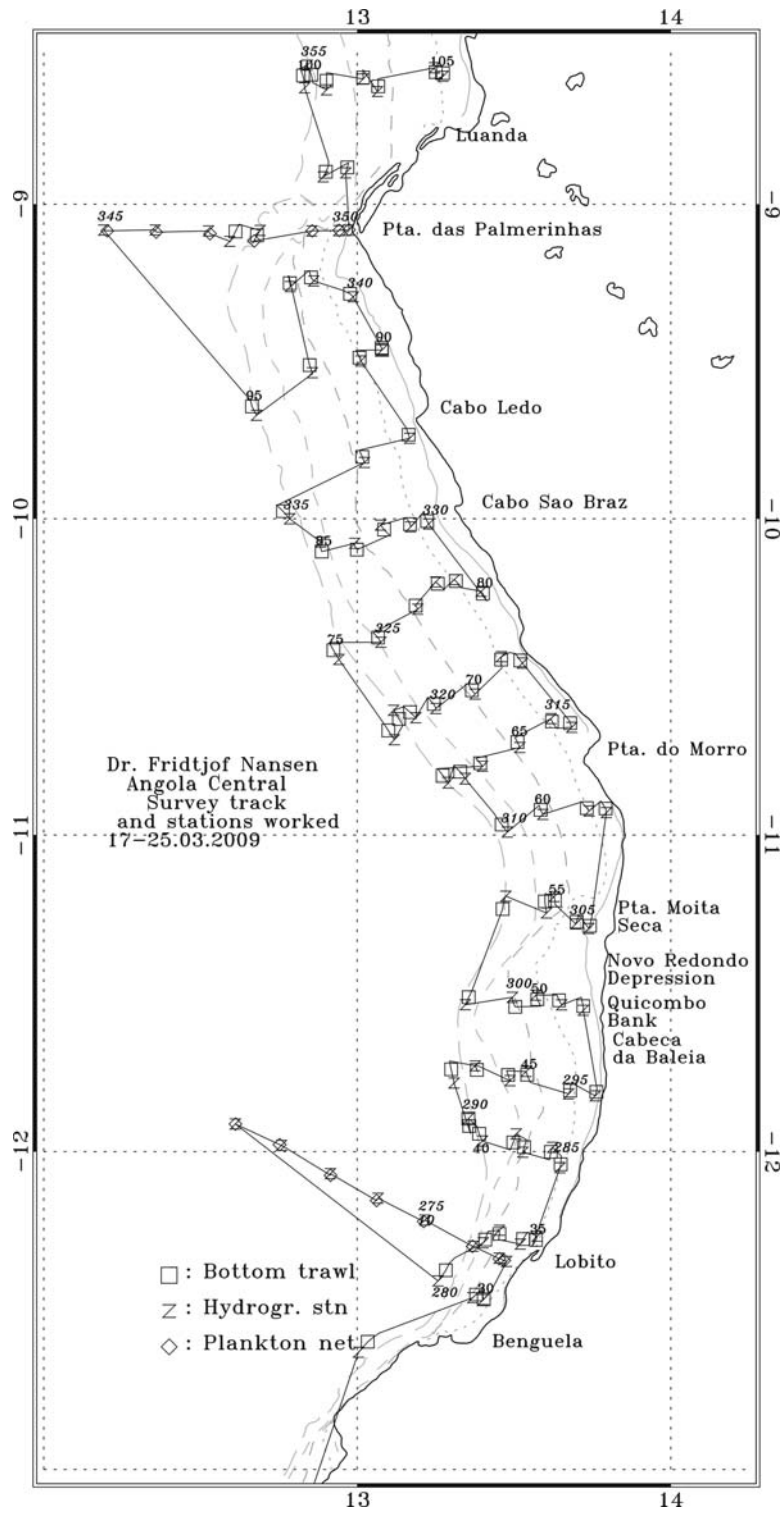 13
14
355
100
105
Luanda
-9
-9
345
350
Pta. das Palmerinhas
340
90
95
Cabo Ledo
335
330
Cabo Sao Braz
-10
-10
85
80
325
75
70
320
315
65
Pta. do Morro
Dr. Fridtjof Nansen
Angola Central
Survey track
and stations worked
17-25.03.2009
60
310
-11
-11
55
305
Pta. Moita
Seca
Novo Redondo
Depression
300
50
Quicombo
Bank
Cabeca
da Baleia
45
295
290
40
285
-12
-12
275
10
35
Lobito
: Bottom trawl
280
30
: Hydrogr. stn
: Plankton net
Benguela
13
14